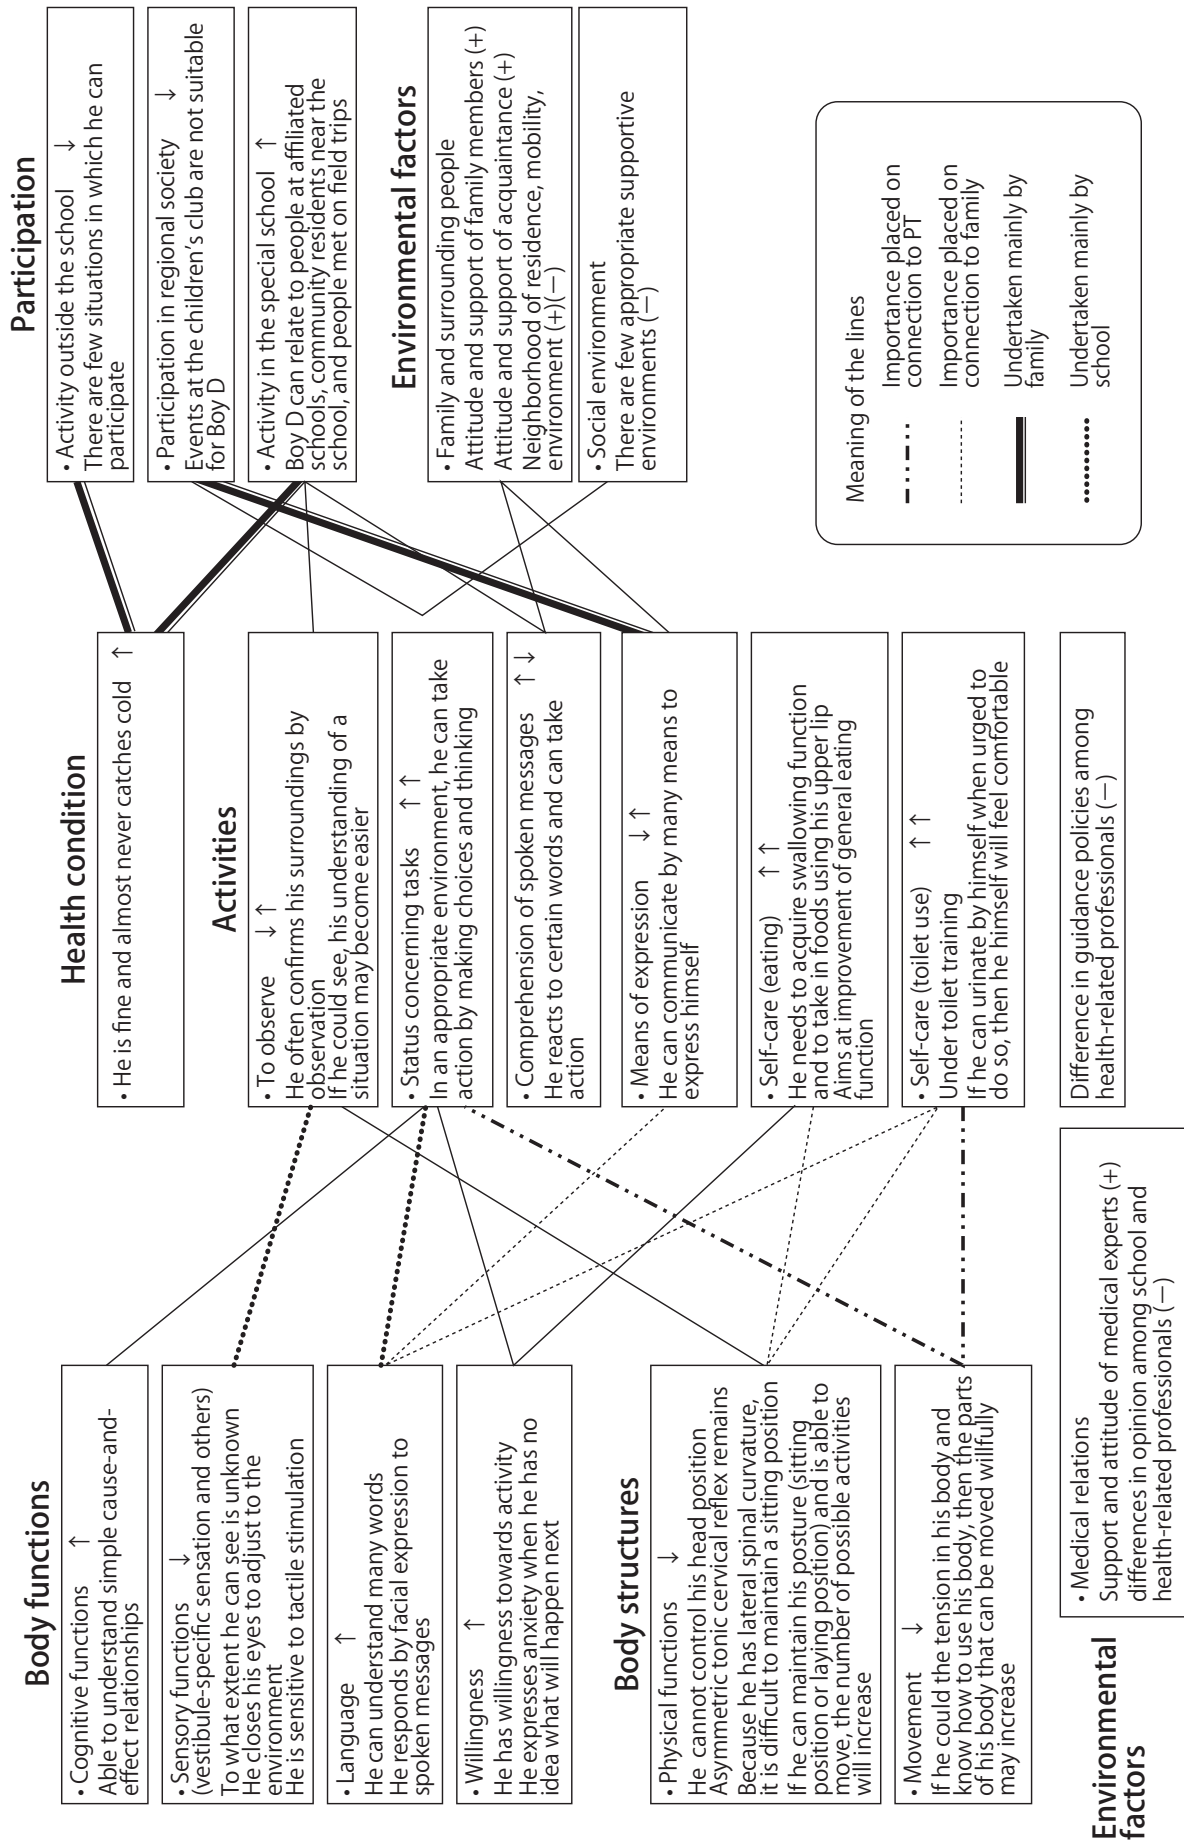 Body functions
• Cognitive functions ↑
Able to understand simple cause-and-
effect relationships
• Sensory functions ↓
(vestibule-specific sensation and others)
To what extent he can see is unknown
He closes his eyes to adjust to the
environment
He is sensitive to tactile stimulation
• Language ↑
He can understand many words
He responds by facial expression to
spoken messages
• Willingness ↑
He has willingness towards activity
He expresses anxiety when he has no
idea what will happen next
Body structures
• Physical functions ↓
He cannot control his head position
Asymmetric tonic cervical reflex remains
Because he has lateral spinal curvature,
it is difficult to maintain a sitting position
If he can maintain his posture (sitting
position or laying position) and is able to
move, the number of possible activities
will increase
• Movement ↓
If he could the tension in his body and
know how to use his body, then the parts
of his body that can be moved willfully
may increase
Environmental
factors
• Medical relations
Support and attitude of medical experts (+)
differences in opinion among school and
health-related professionals (−)
Health condition
• He is fine and almost never catches cold ↑
Activities
• To observe ↓↑
He often confirms his surroundings by
observation
If he could see, his understanding of a
situation may become easier
• Status concerning tasks ↑↑
In an appropriate environment, he can take
action by making choices and thinking
• Comprehension of spoken messages ↑↓
He reacts to certain words and can take
action
• Means of expression ↓↑
He can communicate by many means to
express himself
• Self-care (eating) ↑↑
He needs to acquire swallowing function
and to take in foods using his upper lip
Aims at improvement of general eating
function
• Self-care (toilet use) ↑↑
Under toilet training
If he can urinate by himself when urged to
do so, then he himself will feel comfortable
Difference in guidance policies among
health-related professionals (−)
Participation
• Activity outside the school ↓
There are few situations in which he can
participate
• Participation in regional society ↓
Events at the children's club are not suitable
for Boy D
• Activity in the special school ↑
Boy D can relate to people at affiliated
schools, community residents near the
school, and people met on field trips
Environmental factors
• Family and surrounding people
Attitude and support of family members (+)
Attitude and support of acquaintance (+)
Neighborhood of residence, mobility,
environment (+)(−)
• Social environment
There are few appropriate supportive
environments (−)
Meaning of the lines
Importance placed on
connection to PT
Importance placed on
connection to family
Undertaken mainly by
family
Undertaken mainly by
school